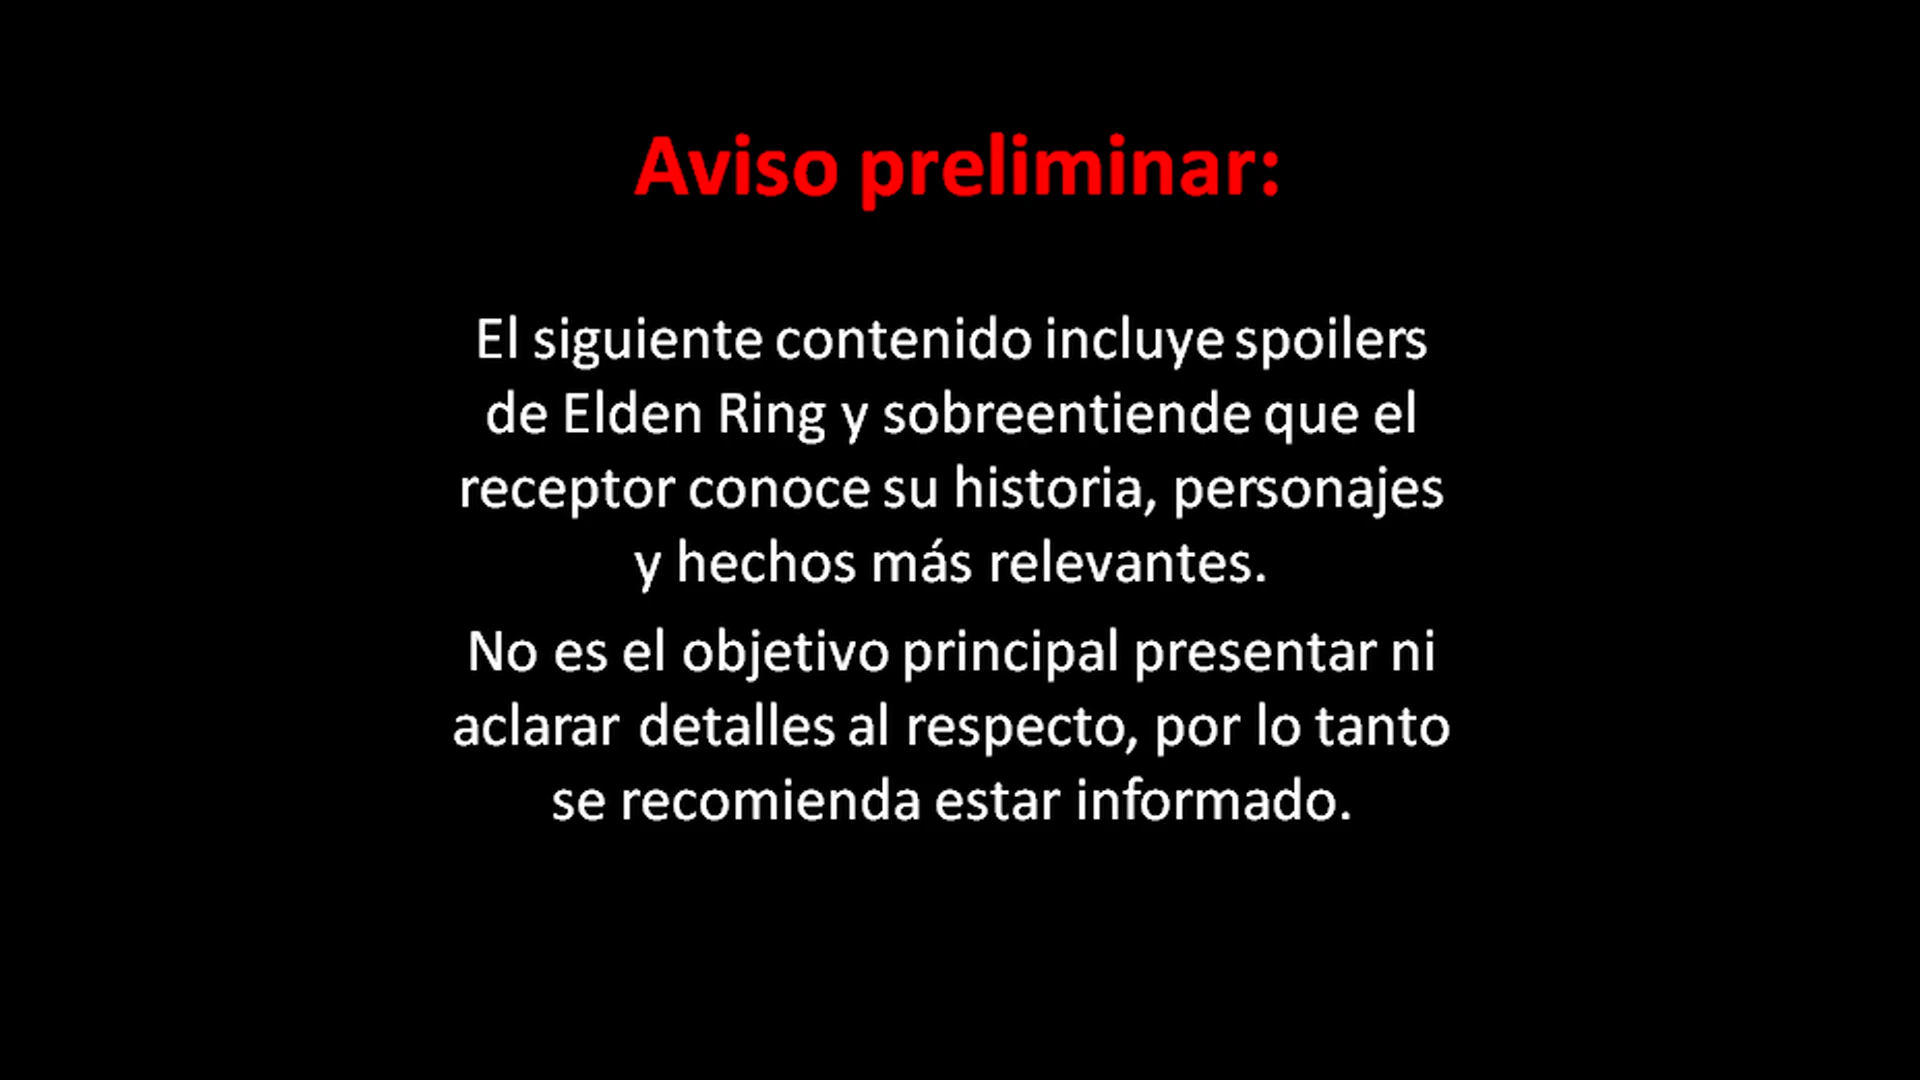 Aviso preliminar:
El siguiente contenido incluye spoilers
de Elden Ring y sobreentiende que el
receptor conoce su historia, personajes
y hechos más relevantes.
No es el objetivo principal presentar ni
aclarar detalles al respecto, por lo tanto
se recomienda estar informado.